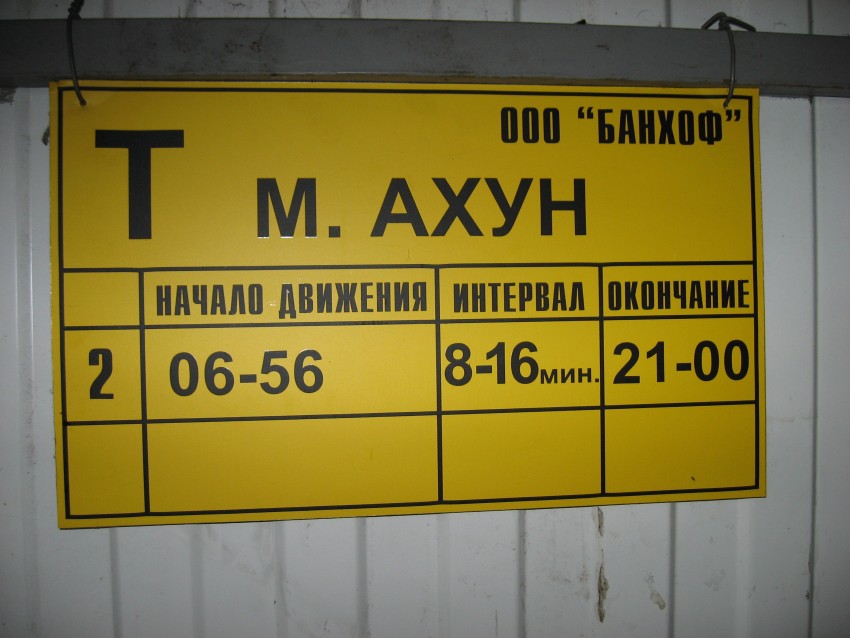 ООО “БАНХОФ”
Т М. АХУН
НАЧАЛО ДВИЖЕНИЯ ИНТЕРВАЛ ОКОНЧАНИЕ
2 06-56 8-16мин. 21-00